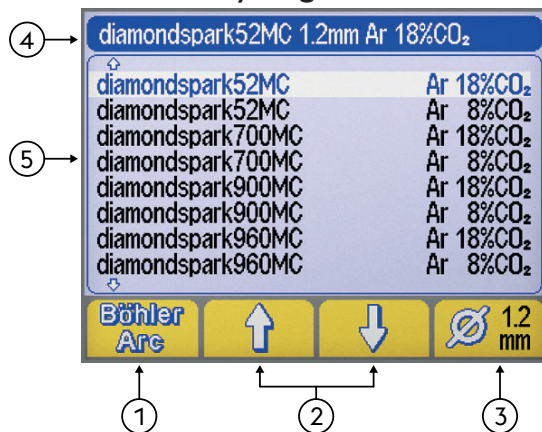 ④ diamondspark52MC 1.2mm Ar 18%CO₂
diamondspark52MC Ar 18%CO₂
diamondspark52MC Ar 8%CO₂
diamondspark700MC Ar 18%CO₂
⑤ diamondspark700MC Ar 8%CO₂
diamondspark900MC Ar 18%CO₂
diamondspark900MC Ar 8%CO₂
diamondspark960MC Ar 18%CO₂
diamondspark960MC Ar 8%CO₂
Böhler Ø 1.2
Arc mm
① ② ③